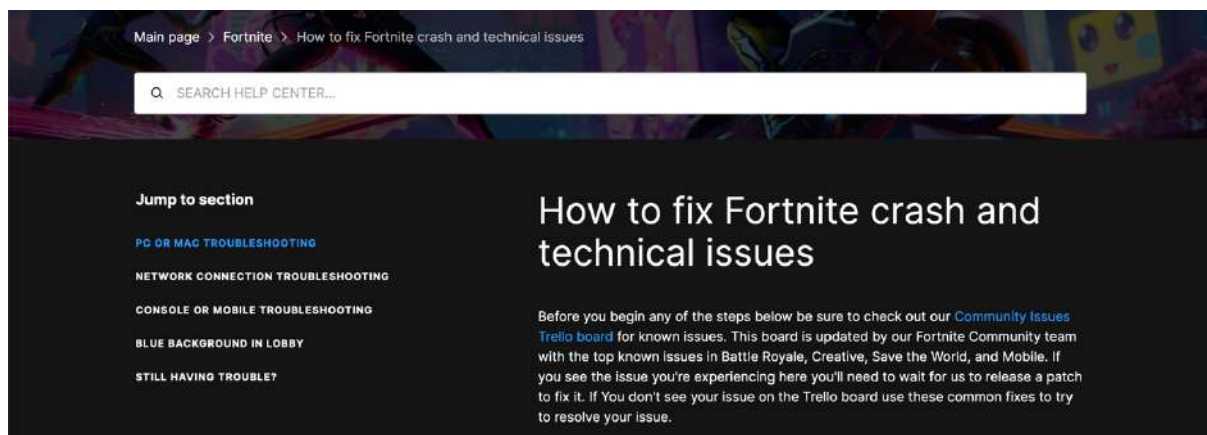 Main page > Fortnite > How to fix Fortnite crash and technical issues
SEARCH HELP CENTER...
Jump to section
PC OR MAC TROUBLESHOOTING
NETWORK CONNECTION TROUBLESHOOTING
CONSOLE OR MOBILE TROUBLESHOOTING
BLUE BACKGROUND IN LOBBY
STILL HAVING TROUBLE?
How to fix Fortnite crash and
technical issues
Before you begin any of the steps below be sure to check out our Community Issues
Trello board for known issues. This board is updated by our Fortnite Community team
with the top known issues in Battle Royale, Creative, Save the World, and Mobile. If
you see the issue you're experiencing here you'll need to wait for us to release a patch
to fix it. If You don't see your issue on the Trello board use these common fixes to try
to resolve your issue.